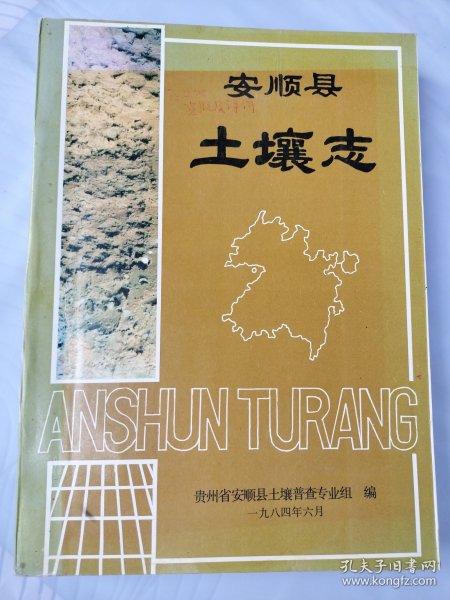 安顺县
土壤志
ANSHUN TURANG
贵州省安顺县土壤普查专业组 编
一九八四年六月
孔夫子旧书网
www.kongfz.com